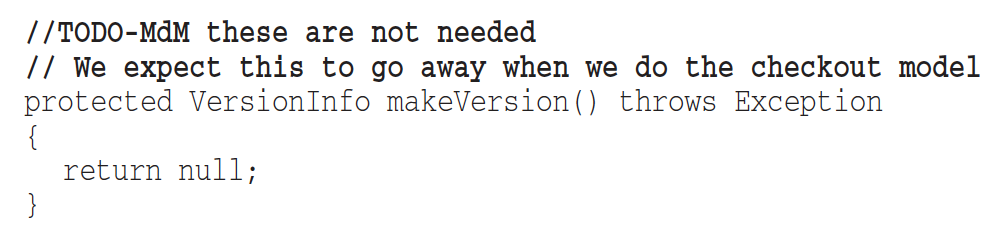 //TODO-MdM these are not needed
// We expect this to go away when we do the checkout model
protected VersionInfo makeVersion() throws Exception
{
return null;
}